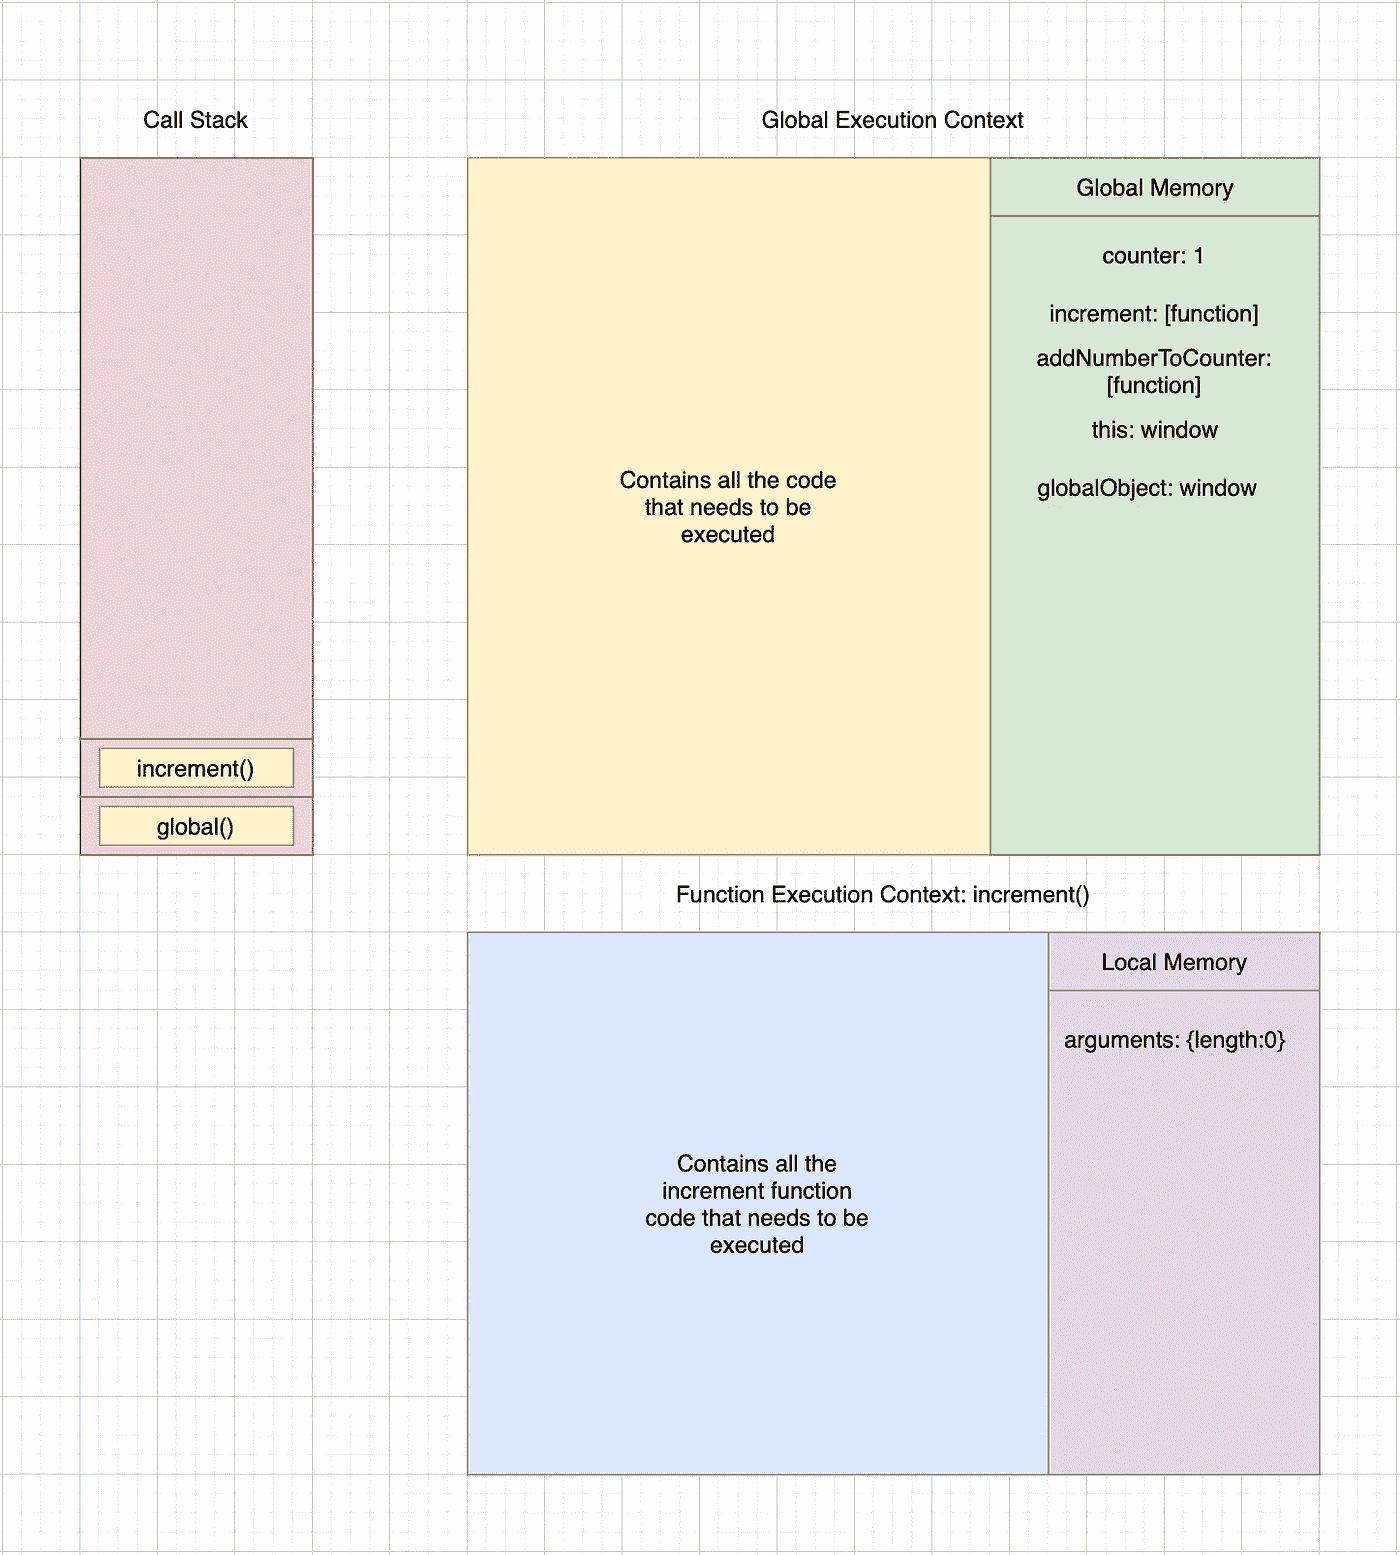 Call Stack
increment()
global()
Global Execution Context
Contains all the code
that needs to be
executed
Global Memory
counter: 1
increment: [function]
addNumberToCounter:
[function]
this: window
globalObject: window
Function Execution Context: increment()
Contains all the
increment function
code that needs to be
executed
Local Memory
arguments: {length:0}